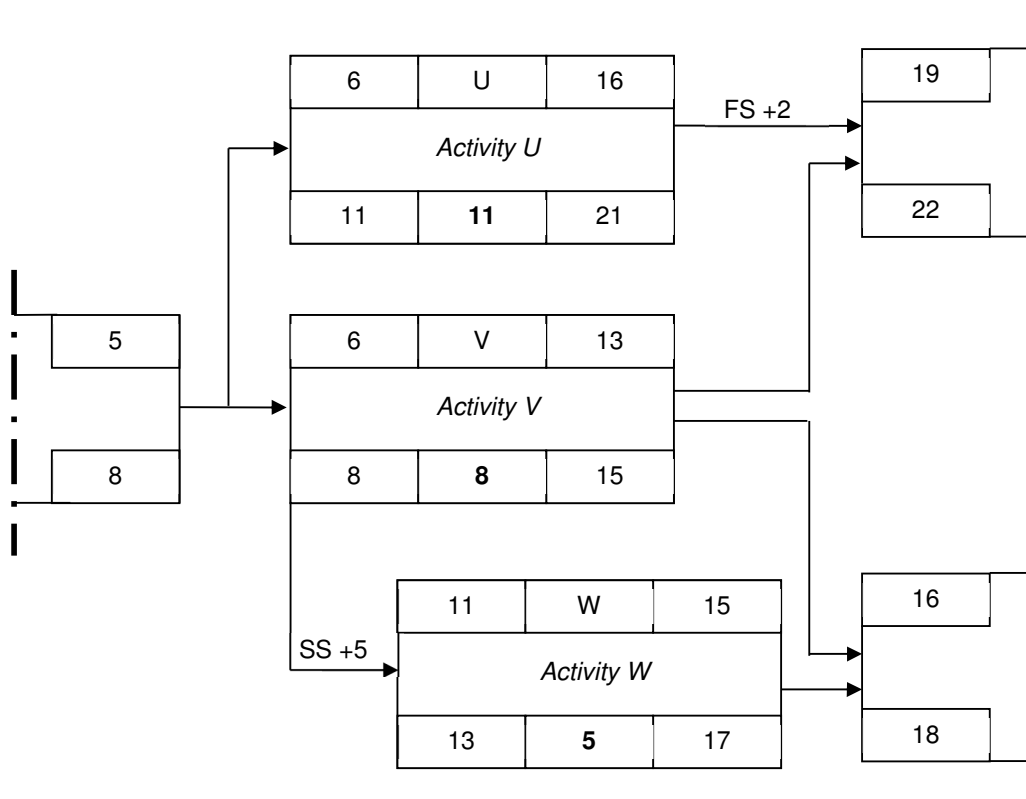 6 U 16
Activity U
11 11 21
FS +2
19
22
5
8
6 V 13
Activity V
8 8 15
SS +5
11 W 15
Activity W
13 5 17
16
18